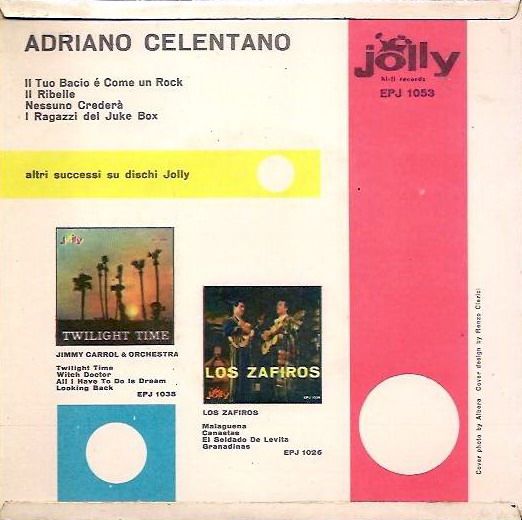 ADRIANO CELENTANO
Il Tuo Bacio é Come un Rock
Il Ribelle
Nessuno Crederà
I Ragazzi del Juke Box
jolly
hi-fi records
EPJ 1053
altri successi su dischi Jolly
Jolly
TWILIGHT TIME
JIMMY CARROL & ORCHESTRA
Twilight Time
Witch Doctor
All I Have To Do Is Dream
Looking Back
EPJ 1035
LOS ZAFIROS
jolly
LOS ZAFIROS
Malaguena
Canastas
El Soldado De Levita
Granadinas
EPJ 1026
Cover photo by Albera Cover design by Renzo Clerici